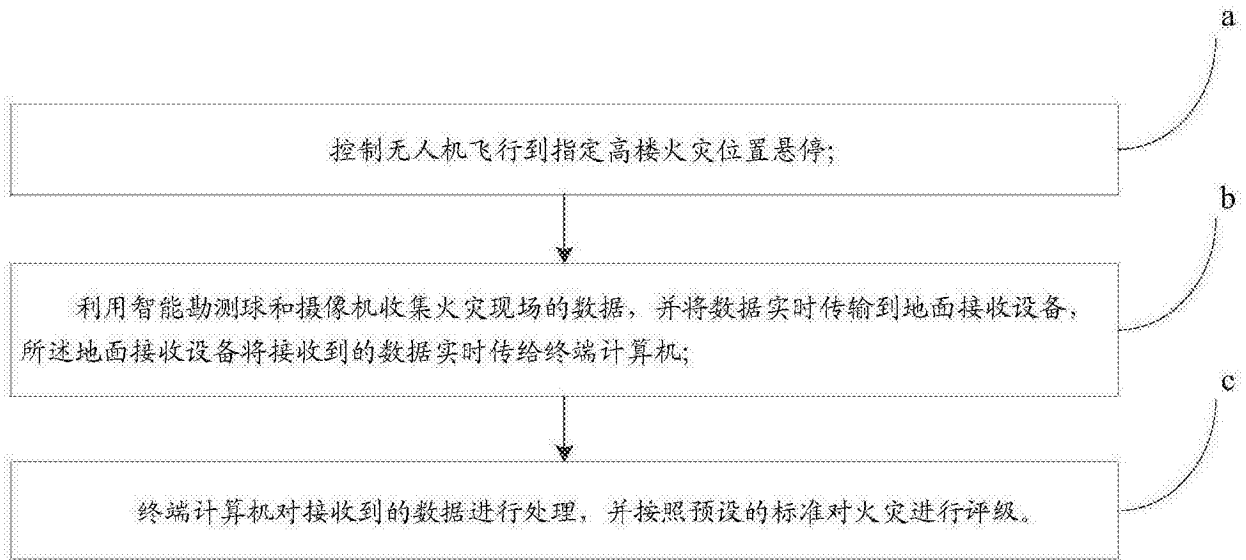 a
控制无人机飞行到指定高楼火灾位置悬停;
b
利用智能勘测球和摄像机收集火灾现场的数据，并将数据实时传输到地面接收设备，
所述地面接收设备将接收到的数据实时传给终端计算机;
c
终端计算机对接收到的数据进行处理，并按照预设的标准对火灾进行评级。